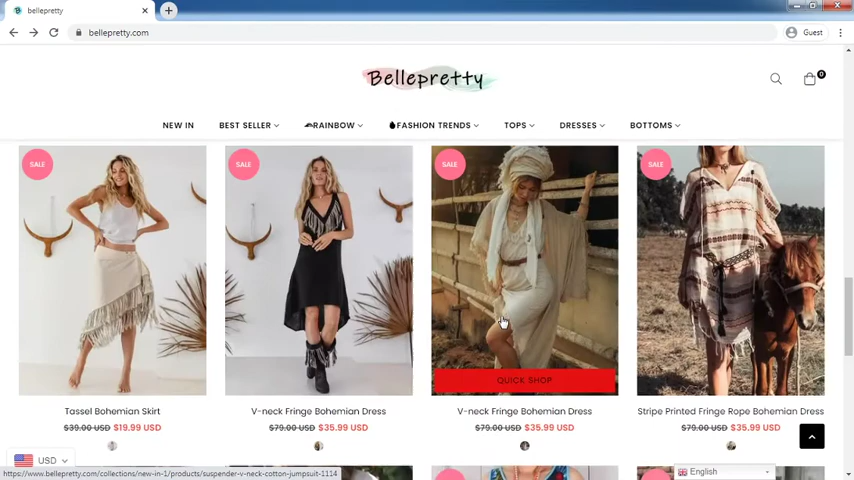 bellepretty
bellepretty.com
Guest
Bellepretty
0
NEW IN
BEST SELLER
RAINBOW
FASHION TRENDS
TOPS
DRESSES
BOTTOMS
SALE
SALE
SALE
SALE
QUICK SHOP
Tassel Bohemian Skirt
V-neck Fringe Bohemian Dress
V-neck Fringe Bohemian Dress
Stripe Printed Fringe Rope Bohemian Dress
$39.00 USD $19.99 USD
$79.00 USD $35.99 USD
$79.00 USD $35.99 USD
$79.00 USD $35.99 USD
USD
English
https://www.bellepretty.com/collections/new-in-1/products/suspender-v-neck-cotton-jumpsuit-1114